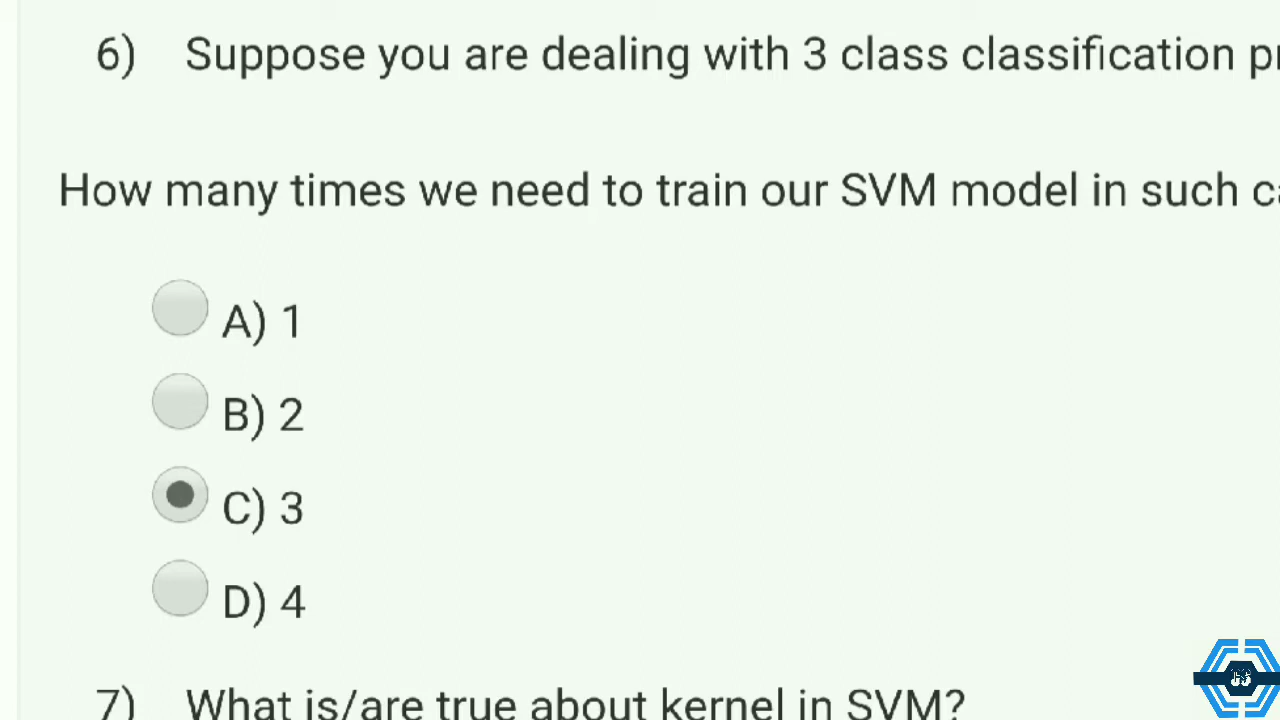 6) Suppose you are dealing with 3 class classification
How many times we need to train our SVM model in such
A) 1
B) 2
C) 3
D) 4
7) What is/are true about kernel in SVM?